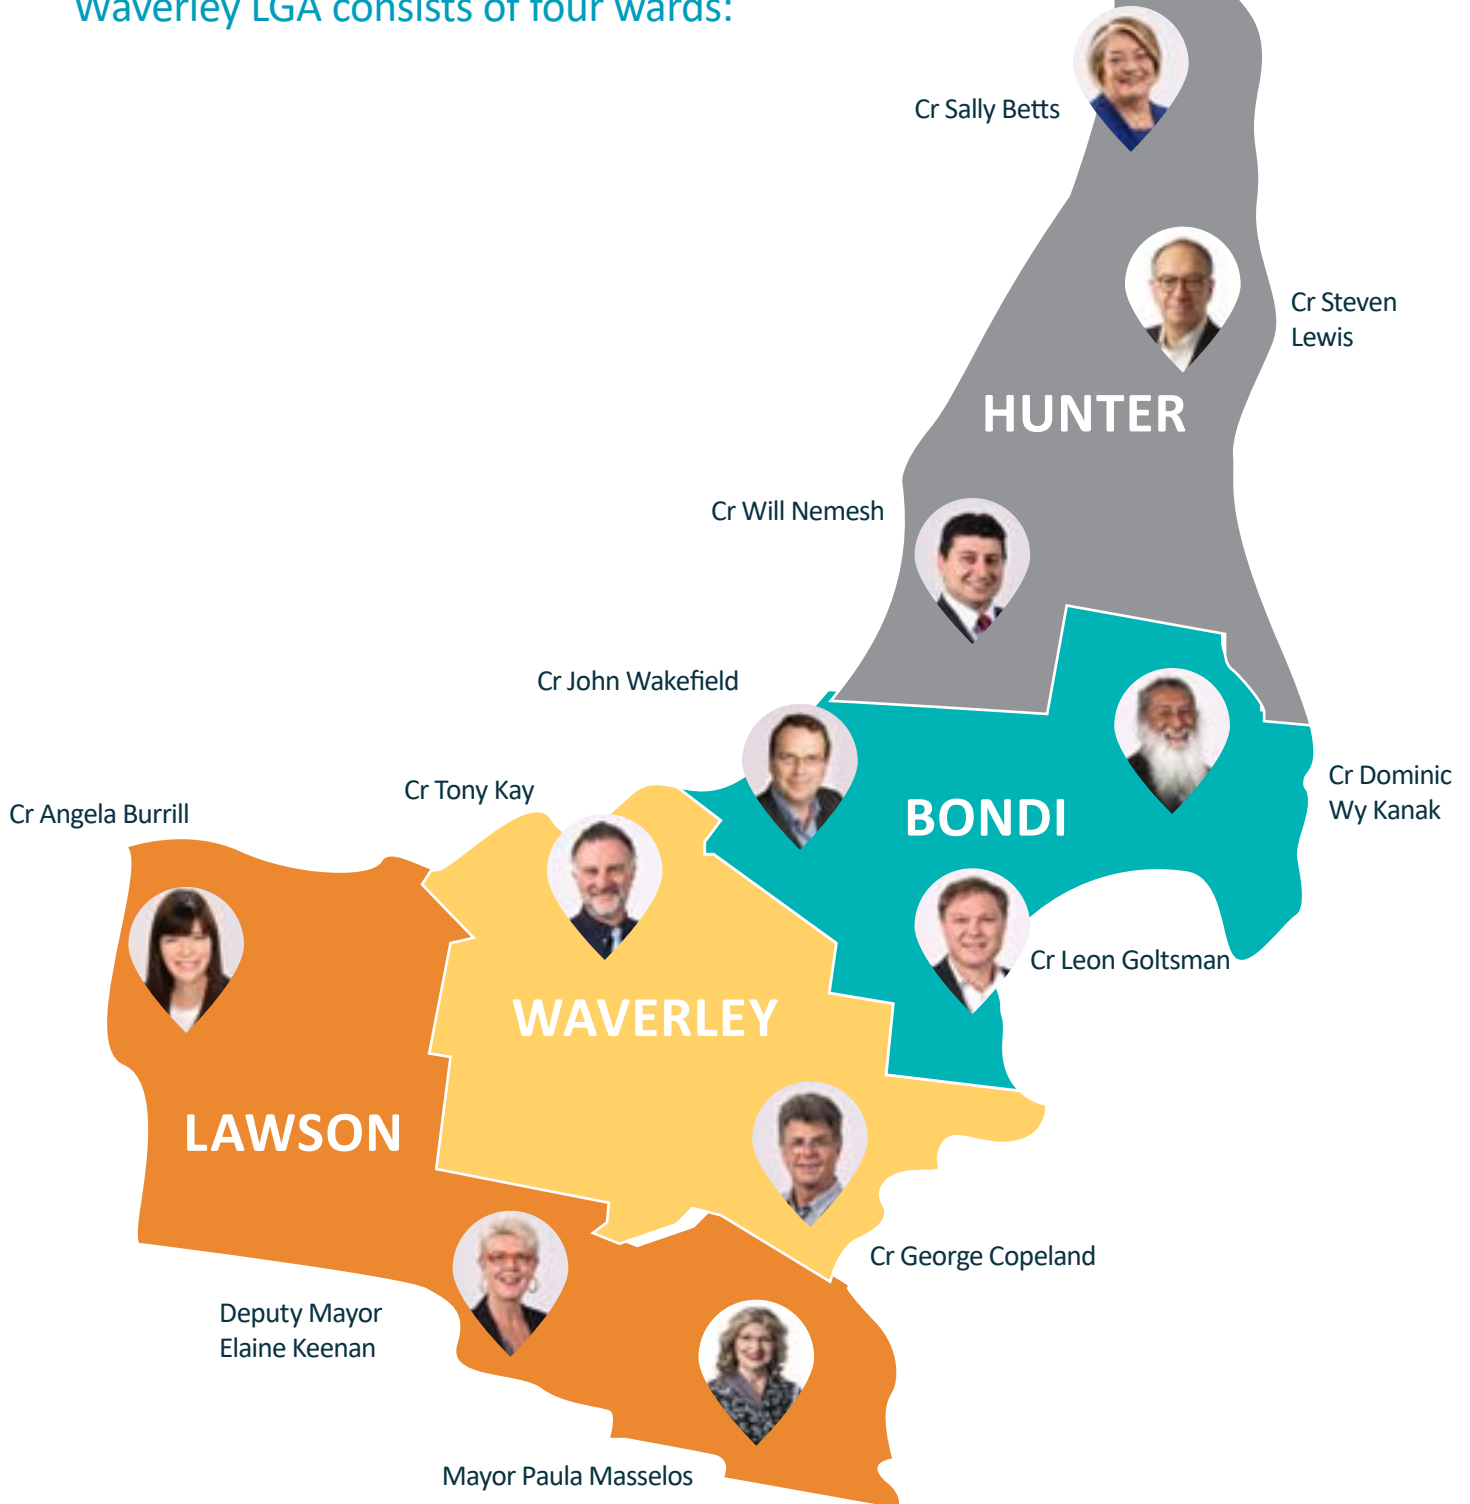 Waverley LGA consists of four wards:
Cr Sally Betts
Cr Steven
Lewis
HUNTER
Cr Will Nemesh
Cr John Wakefield
Cr Dominic
Wy Kanak
Cr Tony Kay
Cr Angela Burrill
BONDI
Cr Leon Goltsman
WAVERLEY
LAWSON
Cr George Copeland
Deputy Mayor
Elaine Keenan
Mayor Paula Masselos